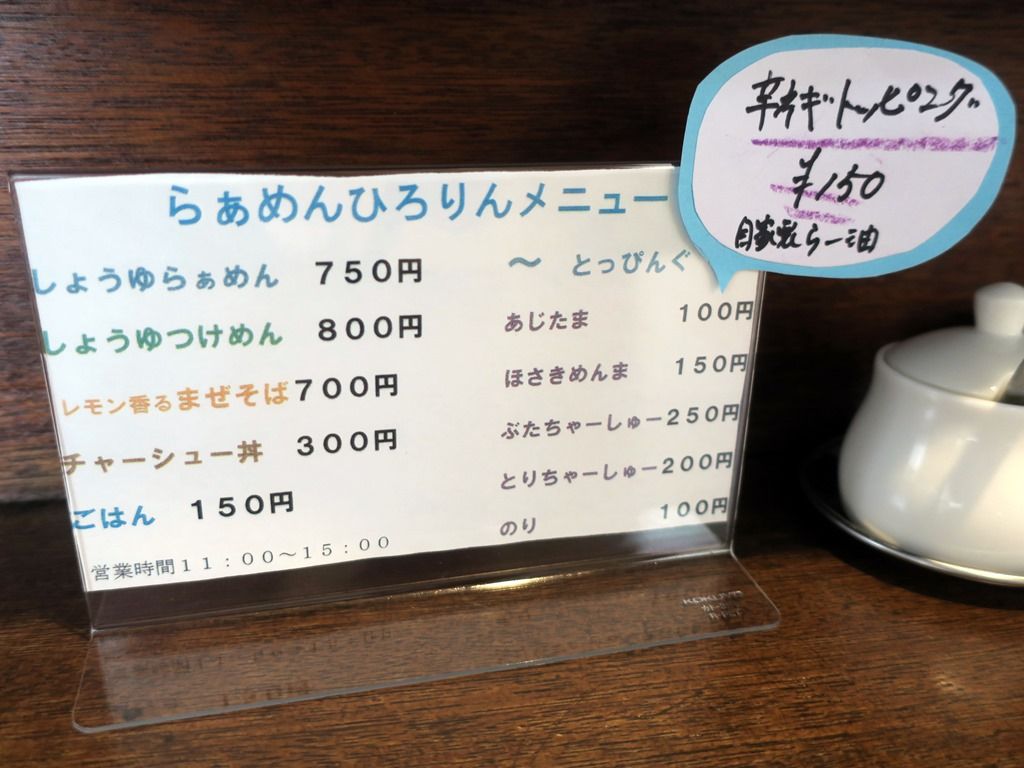 らぁめんひろりんメニュー
しょうゆらぁめん 750円
しょうゆつけめん 800円
レモン香るまぜそば700円
チャーシュー丼 300円
ごはん 150円
営業時間11：00～15：00
～ とっぴんぐ
あじたま 100円
ほさきめんま 150円
ぶたちゃーしゅー250円
とりちゃーしゅー200円
のり 100円
辛ネギトッピング
¥150
自家製らー油
KOKUYO